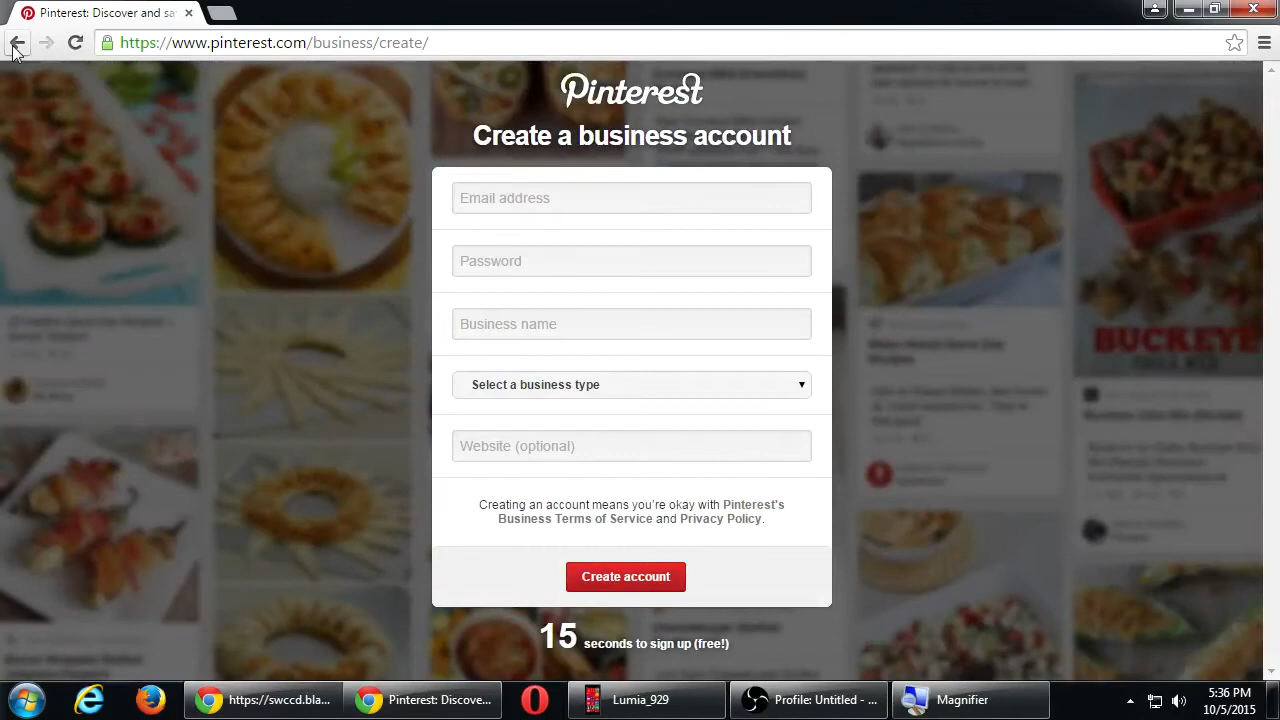 Pinterest: Discover and sa
https://www.pinterest.com/business/create/
Pinterest
Create a business account
Email address
Password
Business name
Select a business type
Website (optional)
Creating an account means you're okay with Pinterest's
Business Terms of Service and Privacy Policy.
Create account
15 seconds to sign up (free!)
BUCKEYE
https://swccd.bla...
Pinterest: Discove...
Lumia_929
Profile: Untitled - ...
Magnifier
5:36 PM
10/5/2015